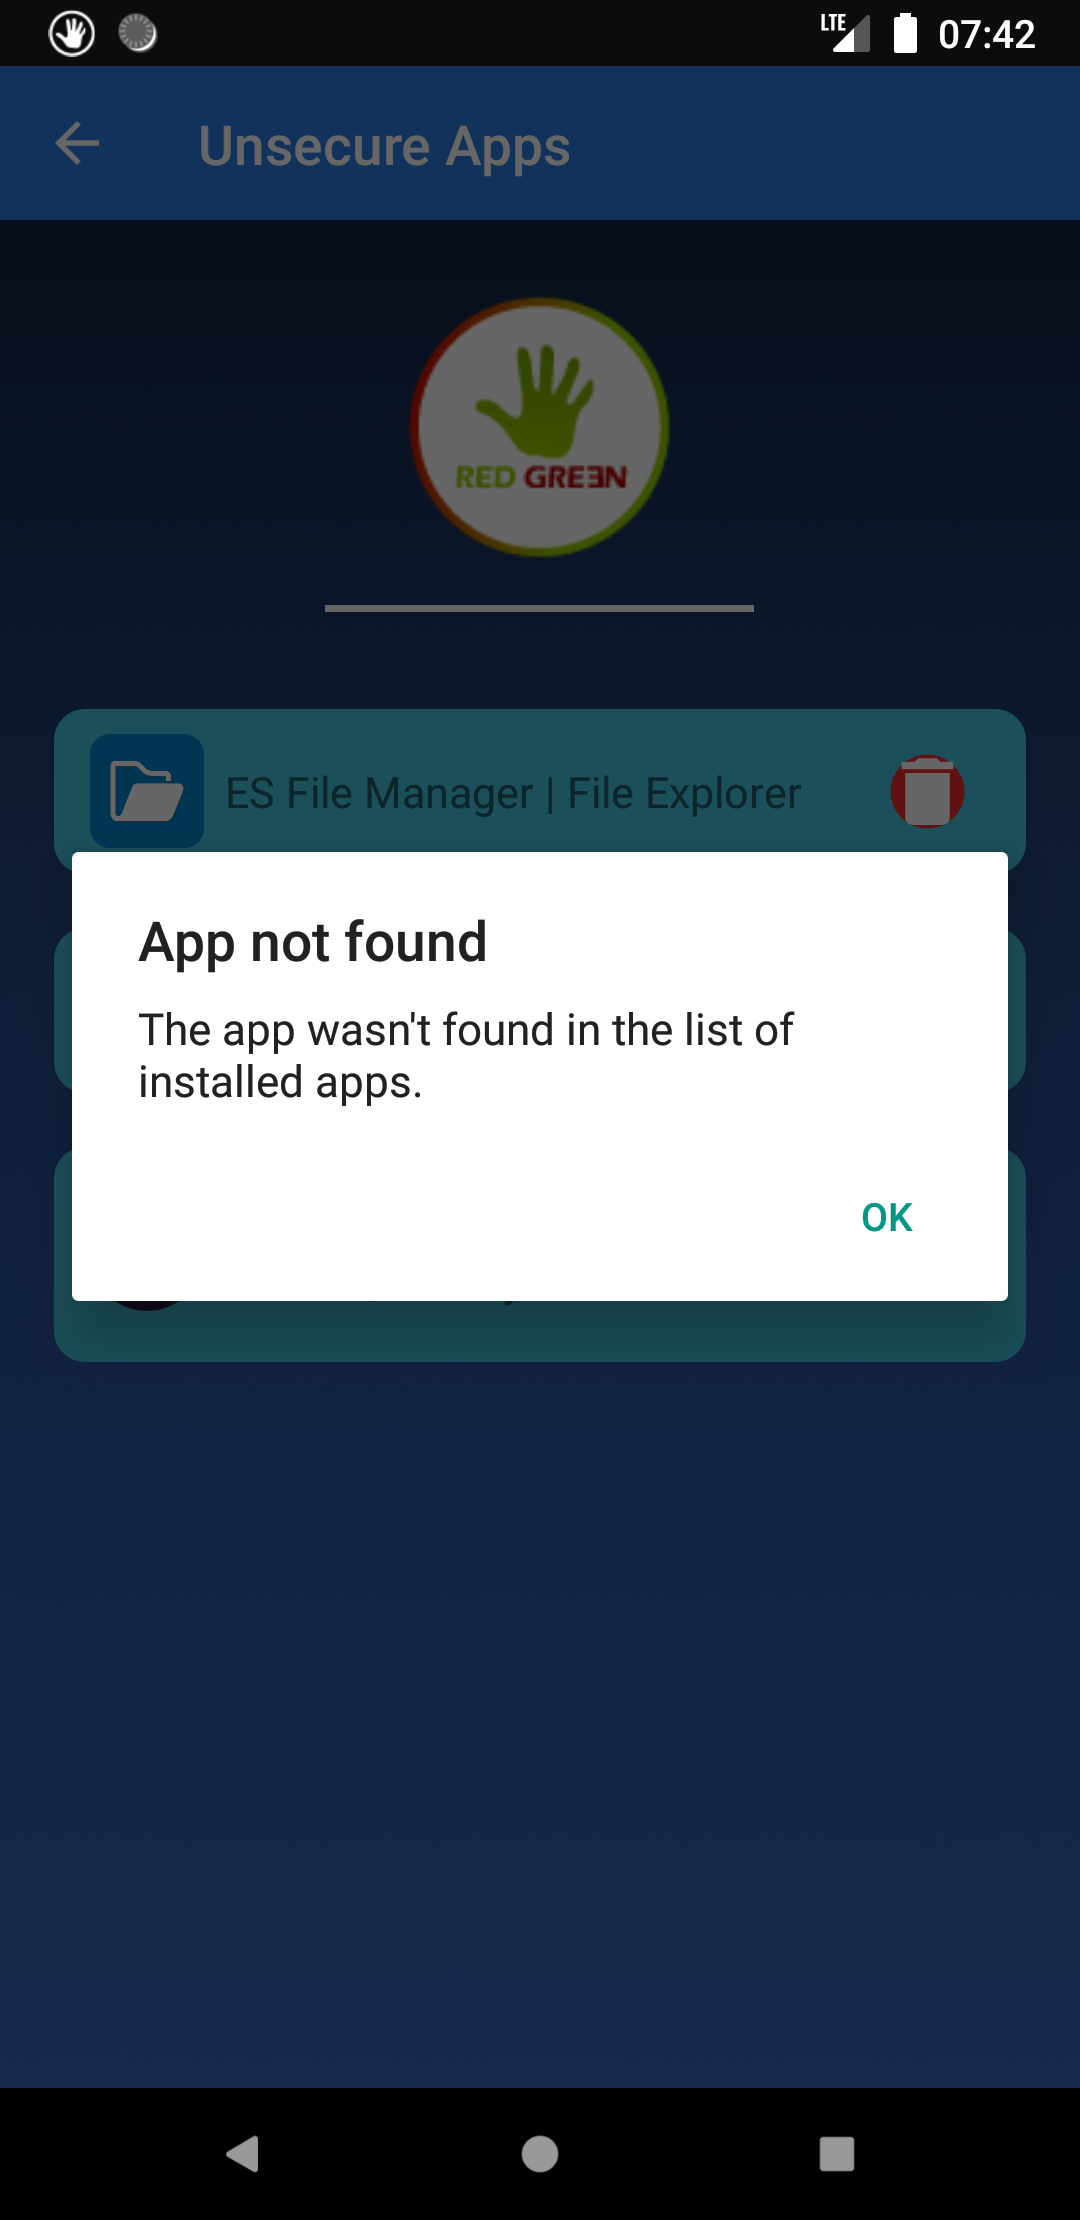 LTE 07:42
Unsecure Apps
RED GREEN
ES File Manager | File Explorer
App not found
The app wasn't found in the list of
installed apps.
OK